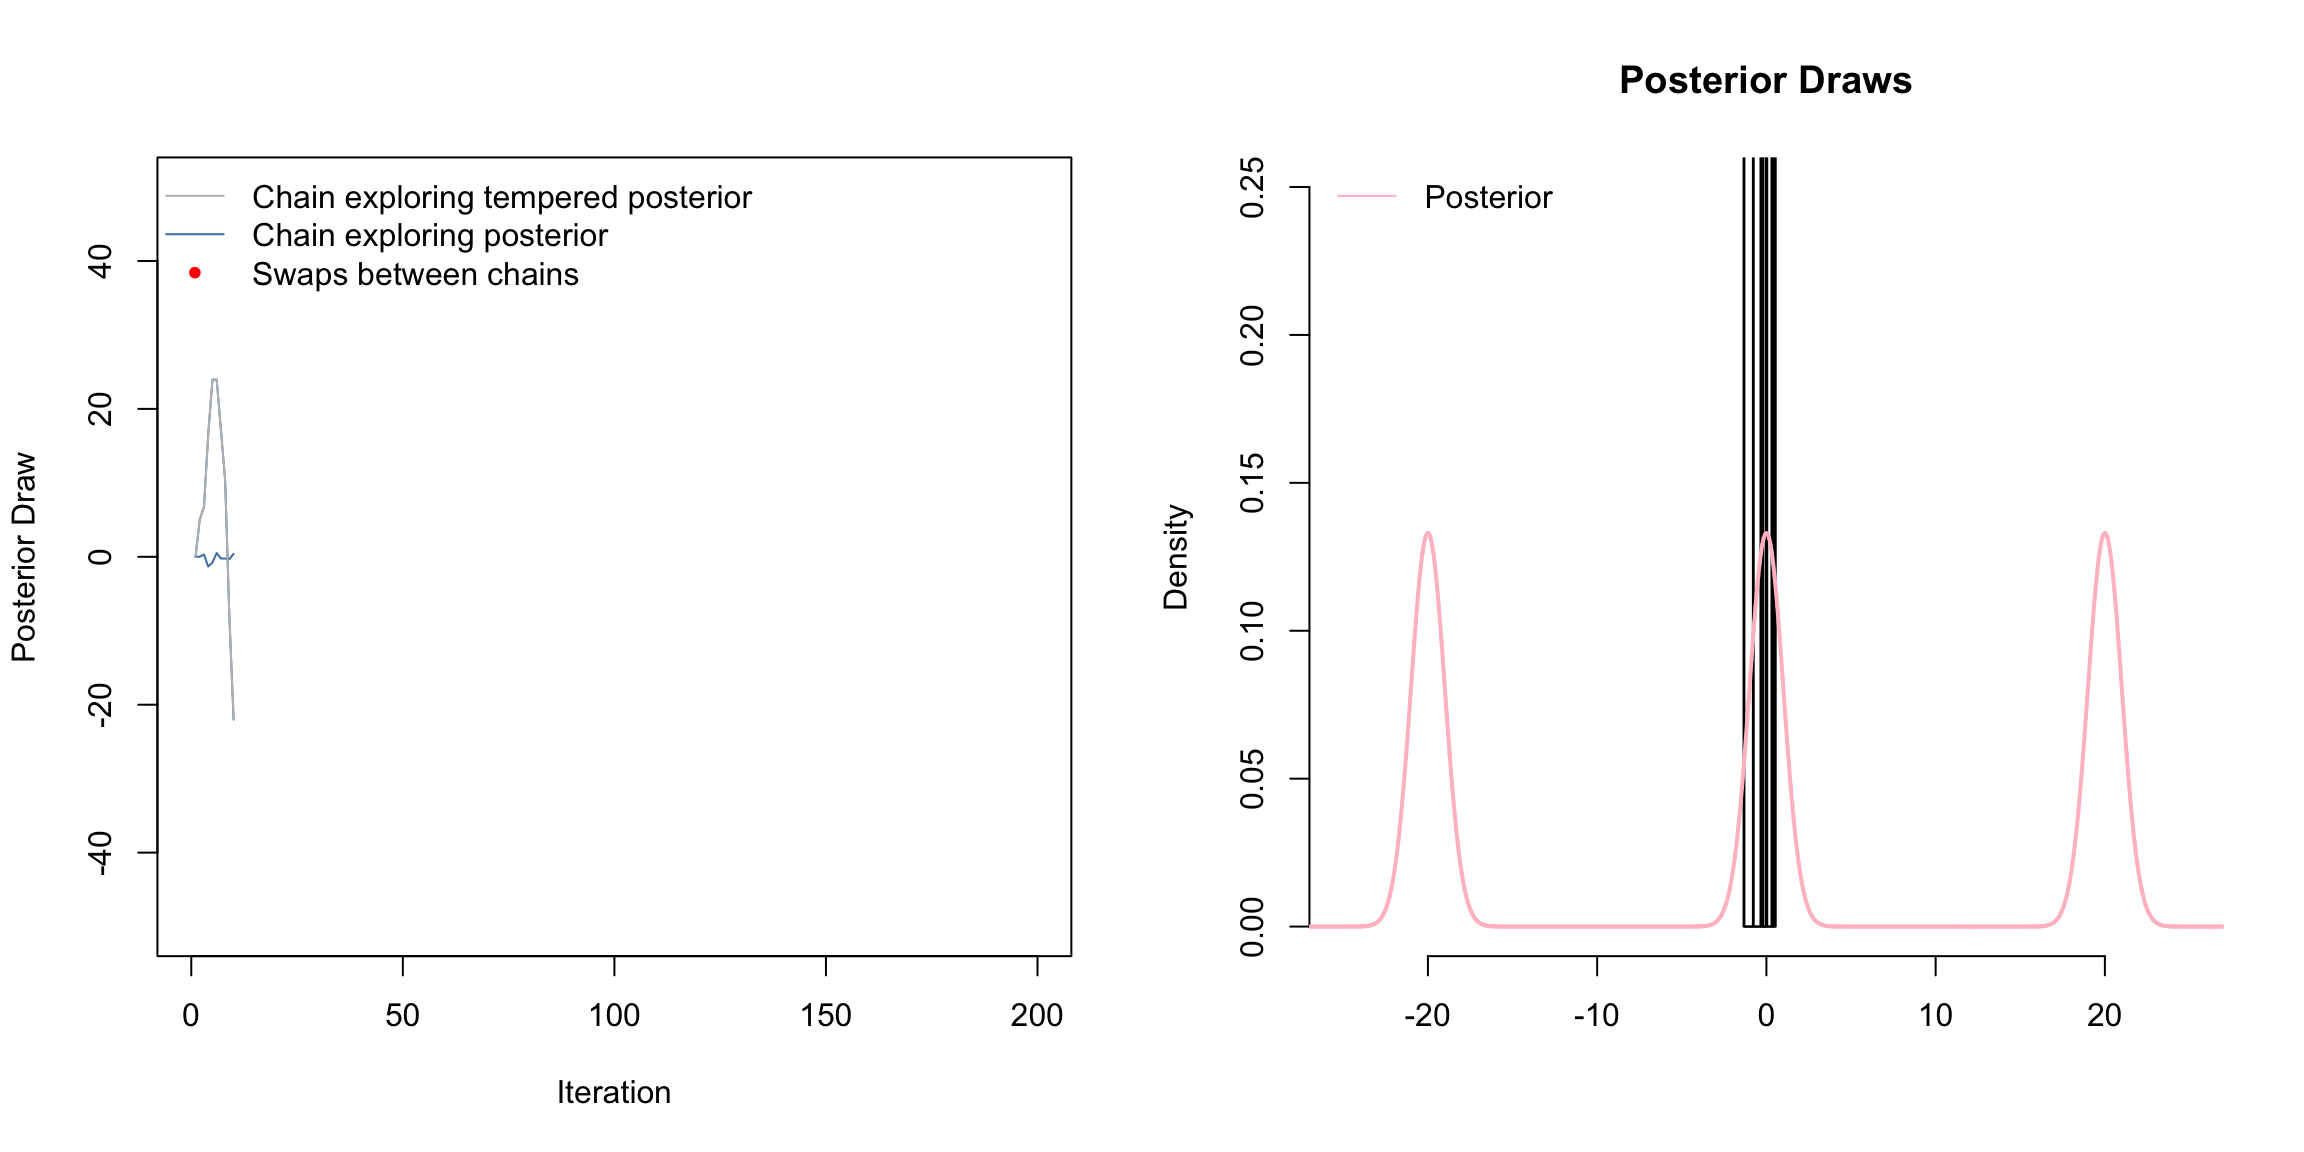 Chain exploring tempered posterior
Chain exploring posterior
Swaps between chains
Posterior Draw
40
20
0
-20
-40
0 50 100 150 200
Iteration
Posterior Draws
Posterior
Density
0.25
0.20
0.15
0.10
0.05
0.00
-20 -10 0 10 20